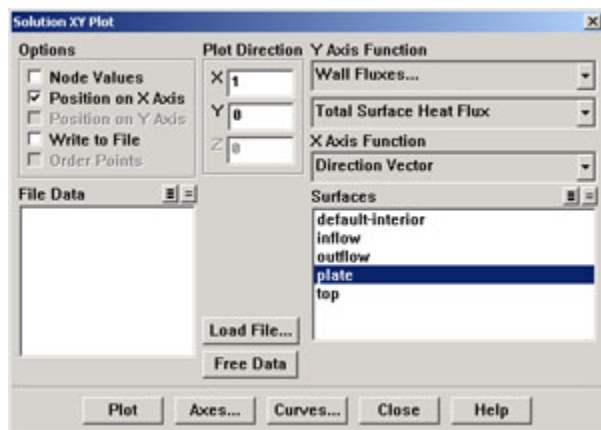 Solution XY Plot
Options
Node Values
Position on X Axis
Position on Y Axis
Write to File
Order Points
Plot Direction
X 1
Y 0
Z 0
Y Axis Function
Wall Fluxes...
Total Surface Heat Flux
X Axis Function
Direction Vector
File Data
Surfaces
default-interior
inflow
outflow
plate
top
Load File...
Free Data
Plot Axes... Curves... Close Help